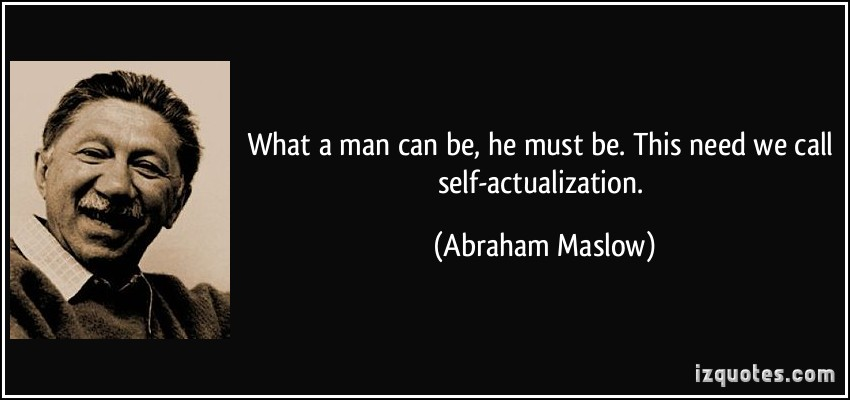 What a man can be, he must be. This need we call
self-actualization.
(Abraham Maslow)
izquotes.com